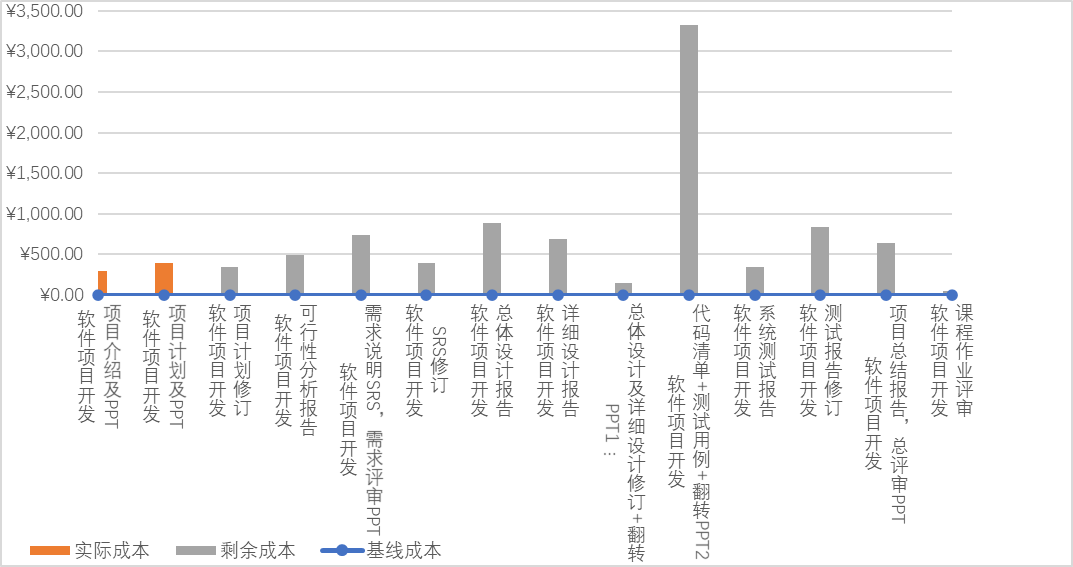 ¥3,500.00
¥3,000.00
¥2,500.00
¥2,000.00
¥1,500.00
¥1,000.00
¥500.00
¥0.00
项目介绍及PPT
软件项目开发
项目计划及PPT
软件项目开发
项目计划修订
软件项目开发
可行性分析报告
软件项目开发
需求说明SRS，需求评审PPT
软件项目开发
SRS修订
软件项目开发
总体设计报告
软件项目开发
详细设计报告
软件项目开发
总体设计及详细设计修订+翻转
PPT1…
代码清单+测试用例+翻转PPT2
软件项目开发
系统测试报告
软件项目开发
测试报告修订
软件项目开发
项目总结报告，总评审PPT
软件项目开发
课程作业评审
软件项目开发
实际成本
剩余成本
基线成本